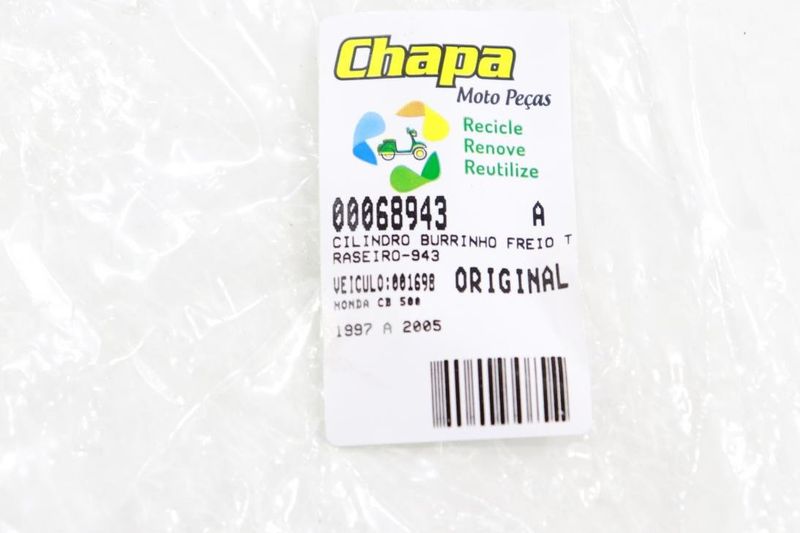 Chapa
Moto Peças
Recicle
Renove
Reutilize
00068943 A
CILINDRO BURRINHO FREIO T
RASEIRO-943
VEICULO:001698 ORIGINAL
HONDA CB 500
1997 A 2005